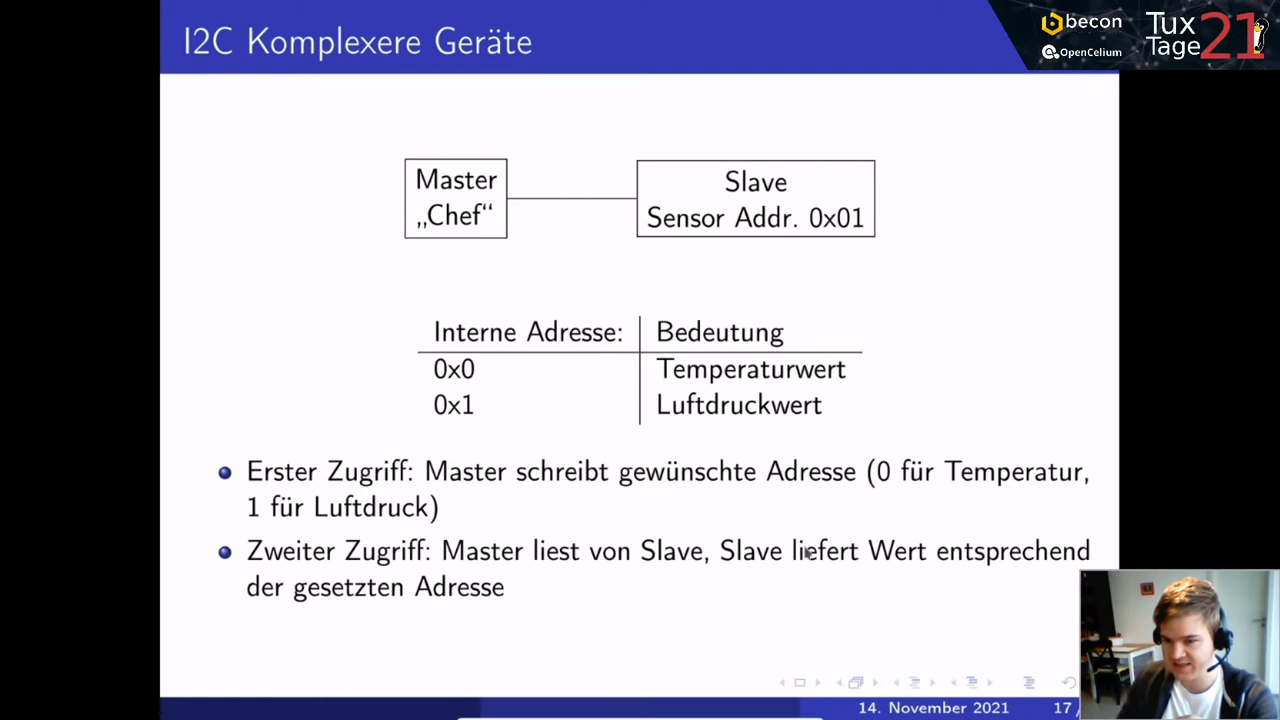 I2C Komplexere Geräte
becon
OpenCelium
Tux
Tage
21
Master
„Chef“
Slave
Sensor Addr. 0x01
Interne Adresse: Bedeutung
0x0 Temperaturwert
0x1 Luftdruckwert
Erster Zugriff: Master schreibt gewünschte Adresse (0 für Temperatur,
1 für Luftdruck)
Zweiter Zugriff: Master liest von Slave, Slave liefert Wert entsprechend
der gesetzten Adresse
14. November 2021 17/